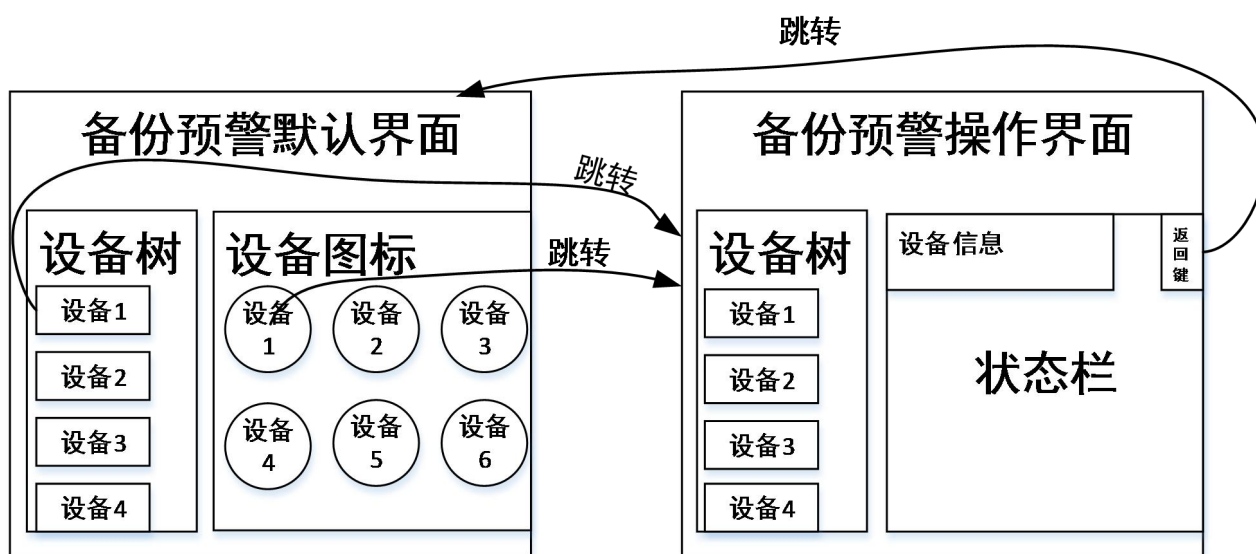 跳转
备份预警默认界面
跳转
设备树
设备1
设备2
设备3
设备4
设备图标
跳转
设备
1
设备
2
设备
3
设备
4
设备
5
设备
6
备份预警操作界面
设备树
设备1
设备2
设备3
设备4
设备信息
返
回
键
状态栏